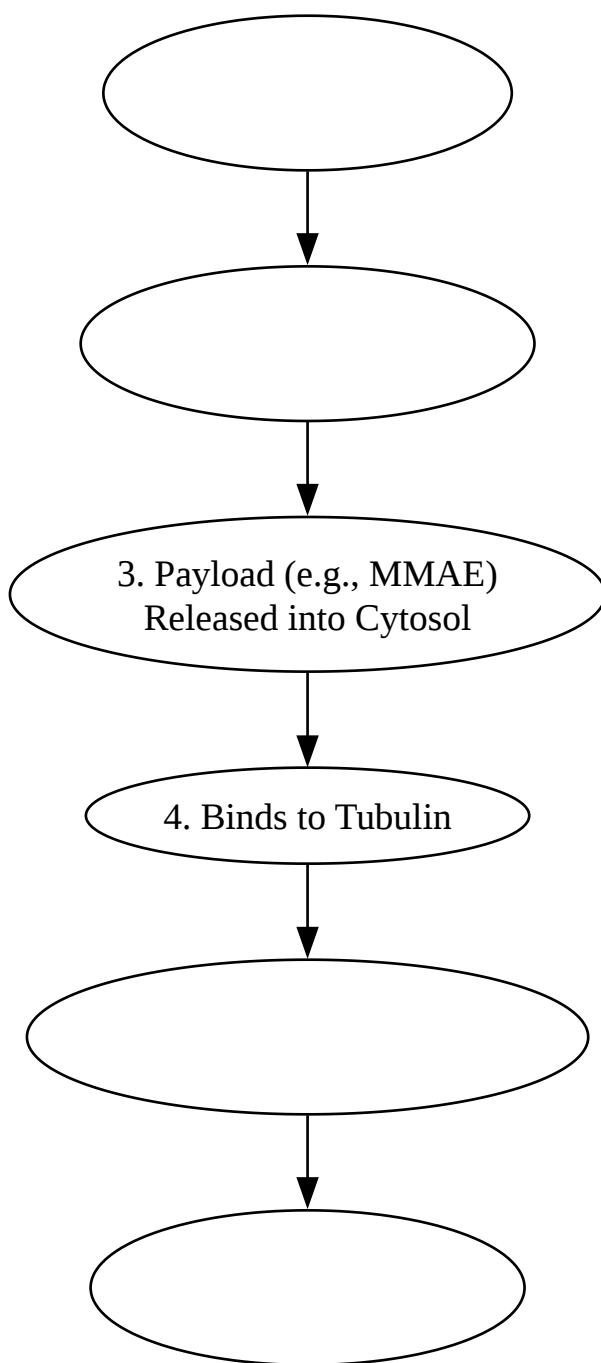 3. Payload (e.g., MMAE)
Released into Cytosol
4. Binds to Tubulin